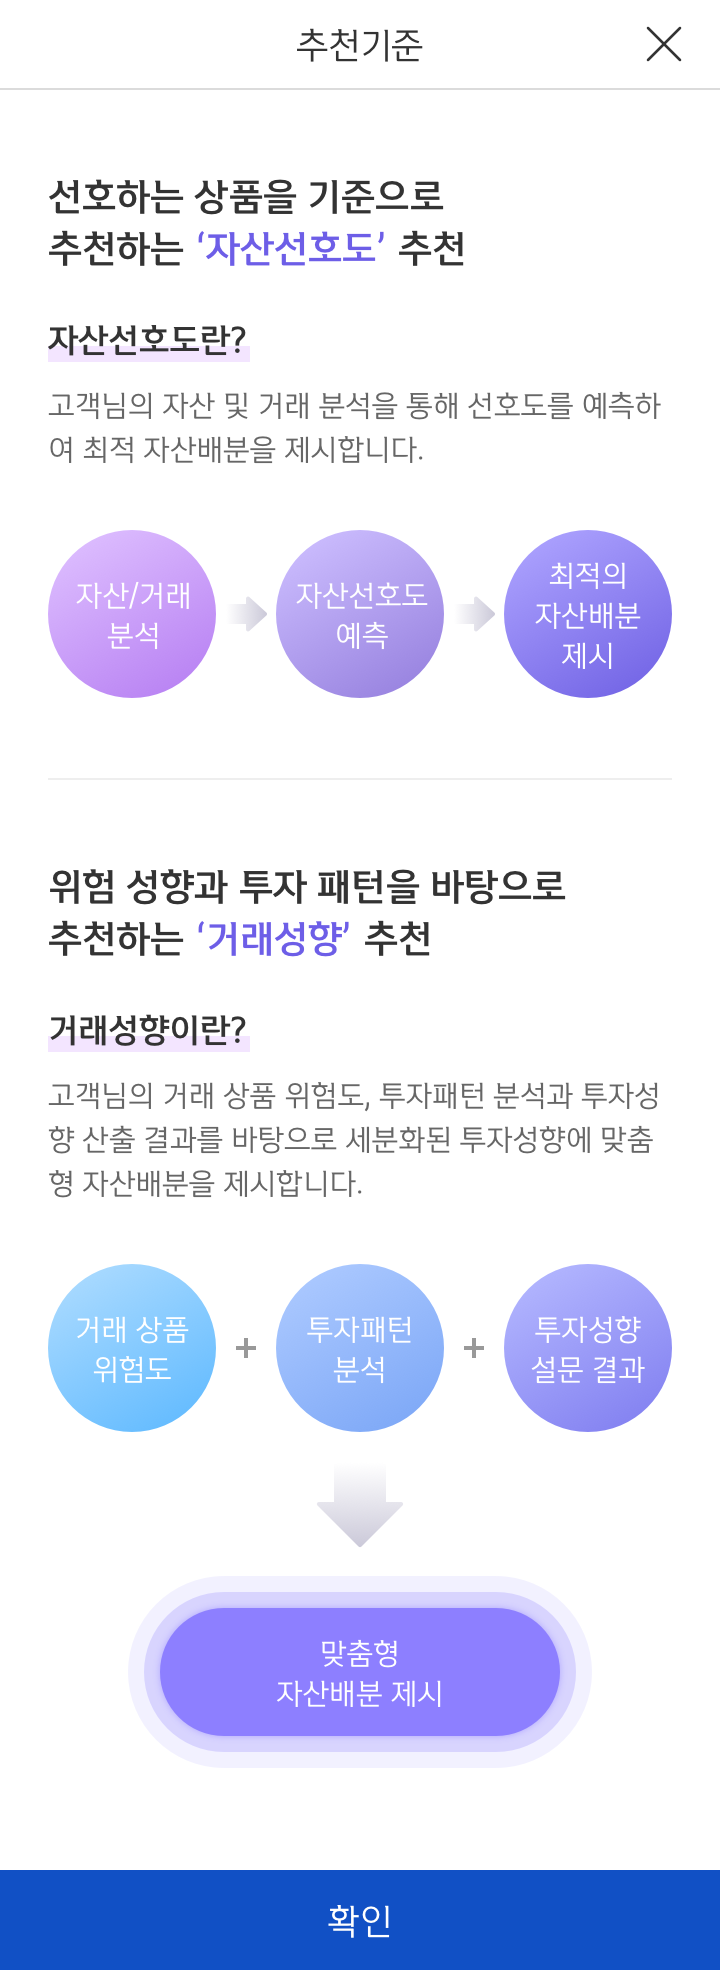 추천기준
선호하는 상품을 기준으로
추천하는 ‘자산선호도’ 추천
자산선호도란?
고객님의 자산 및 거래 분석을 통해 선호도를 예측하
여 최적 자산배분을 제시합니다.
자산/거래
분석
자산선호도
예측
최적의
자산배분
제시
위험 성향과 투자 패턴을 바탕으로
추천하는 ‘거래성향’ 추천
거래성향이란?
고객님의 거래 상품 위험도, 투자패턴 분석과 투자성
향 산출 결과를 바탕으로 세분화된 투자성향에 맞춤
형 자산배분을 제시합니다.
거래 상품
위험도
+
투자패턴
분석
+
투자성향
설문 결과
맞춤형
자산배분 제시
확인